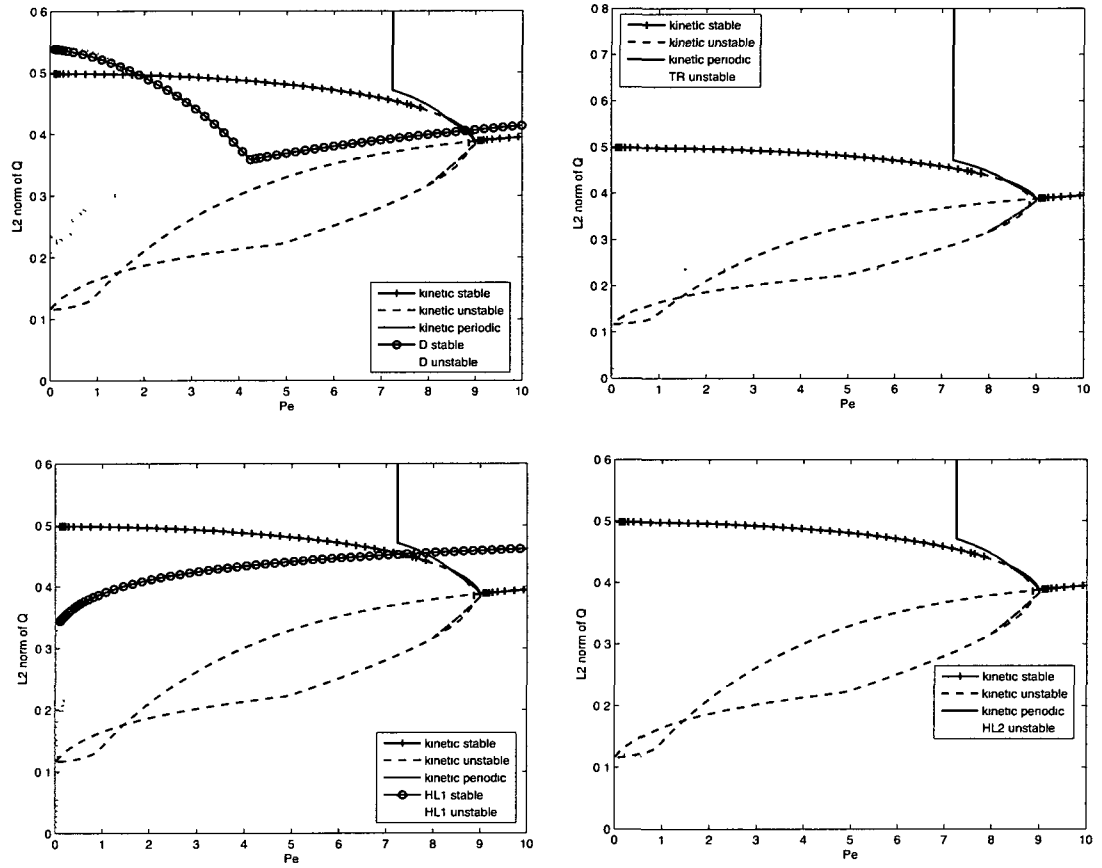 0 6
0 5
0 4
0 3
0 2
0 1
0
L2 norm of Q
0 1 2 3 4 5 6 7 8 9 10
Pe
kinetic stable
kinetic unstable
kinetic periodic
D stable
D unstable
0 8
0 7
0 6
0 5
0 4
0 3
0 2
0 1
0
L2 norm of Q
0 1 2 3 4 5 6 7 8 9 10
Pe
kinetic stable
kinetic unstable
kinetic periodic
TR unstable
0 6
0 5
0 4
0 3
0 2
0 1
0
L2 norm of Q
0 1 2 3 4 5 6 7 8 9 10
Pe
kinetic stable
kinetic unstable
kinetic periodic
HL1 stable
HL1 unstable
0 6
0 5
0 4
0 3
0 2
0 1
0
L2 norm of Q
0 1 2 3 4 5 6 7 8 9 10
Pe
kinetic stable
kinetic unstable
kinetic periodic
HL2 unstable